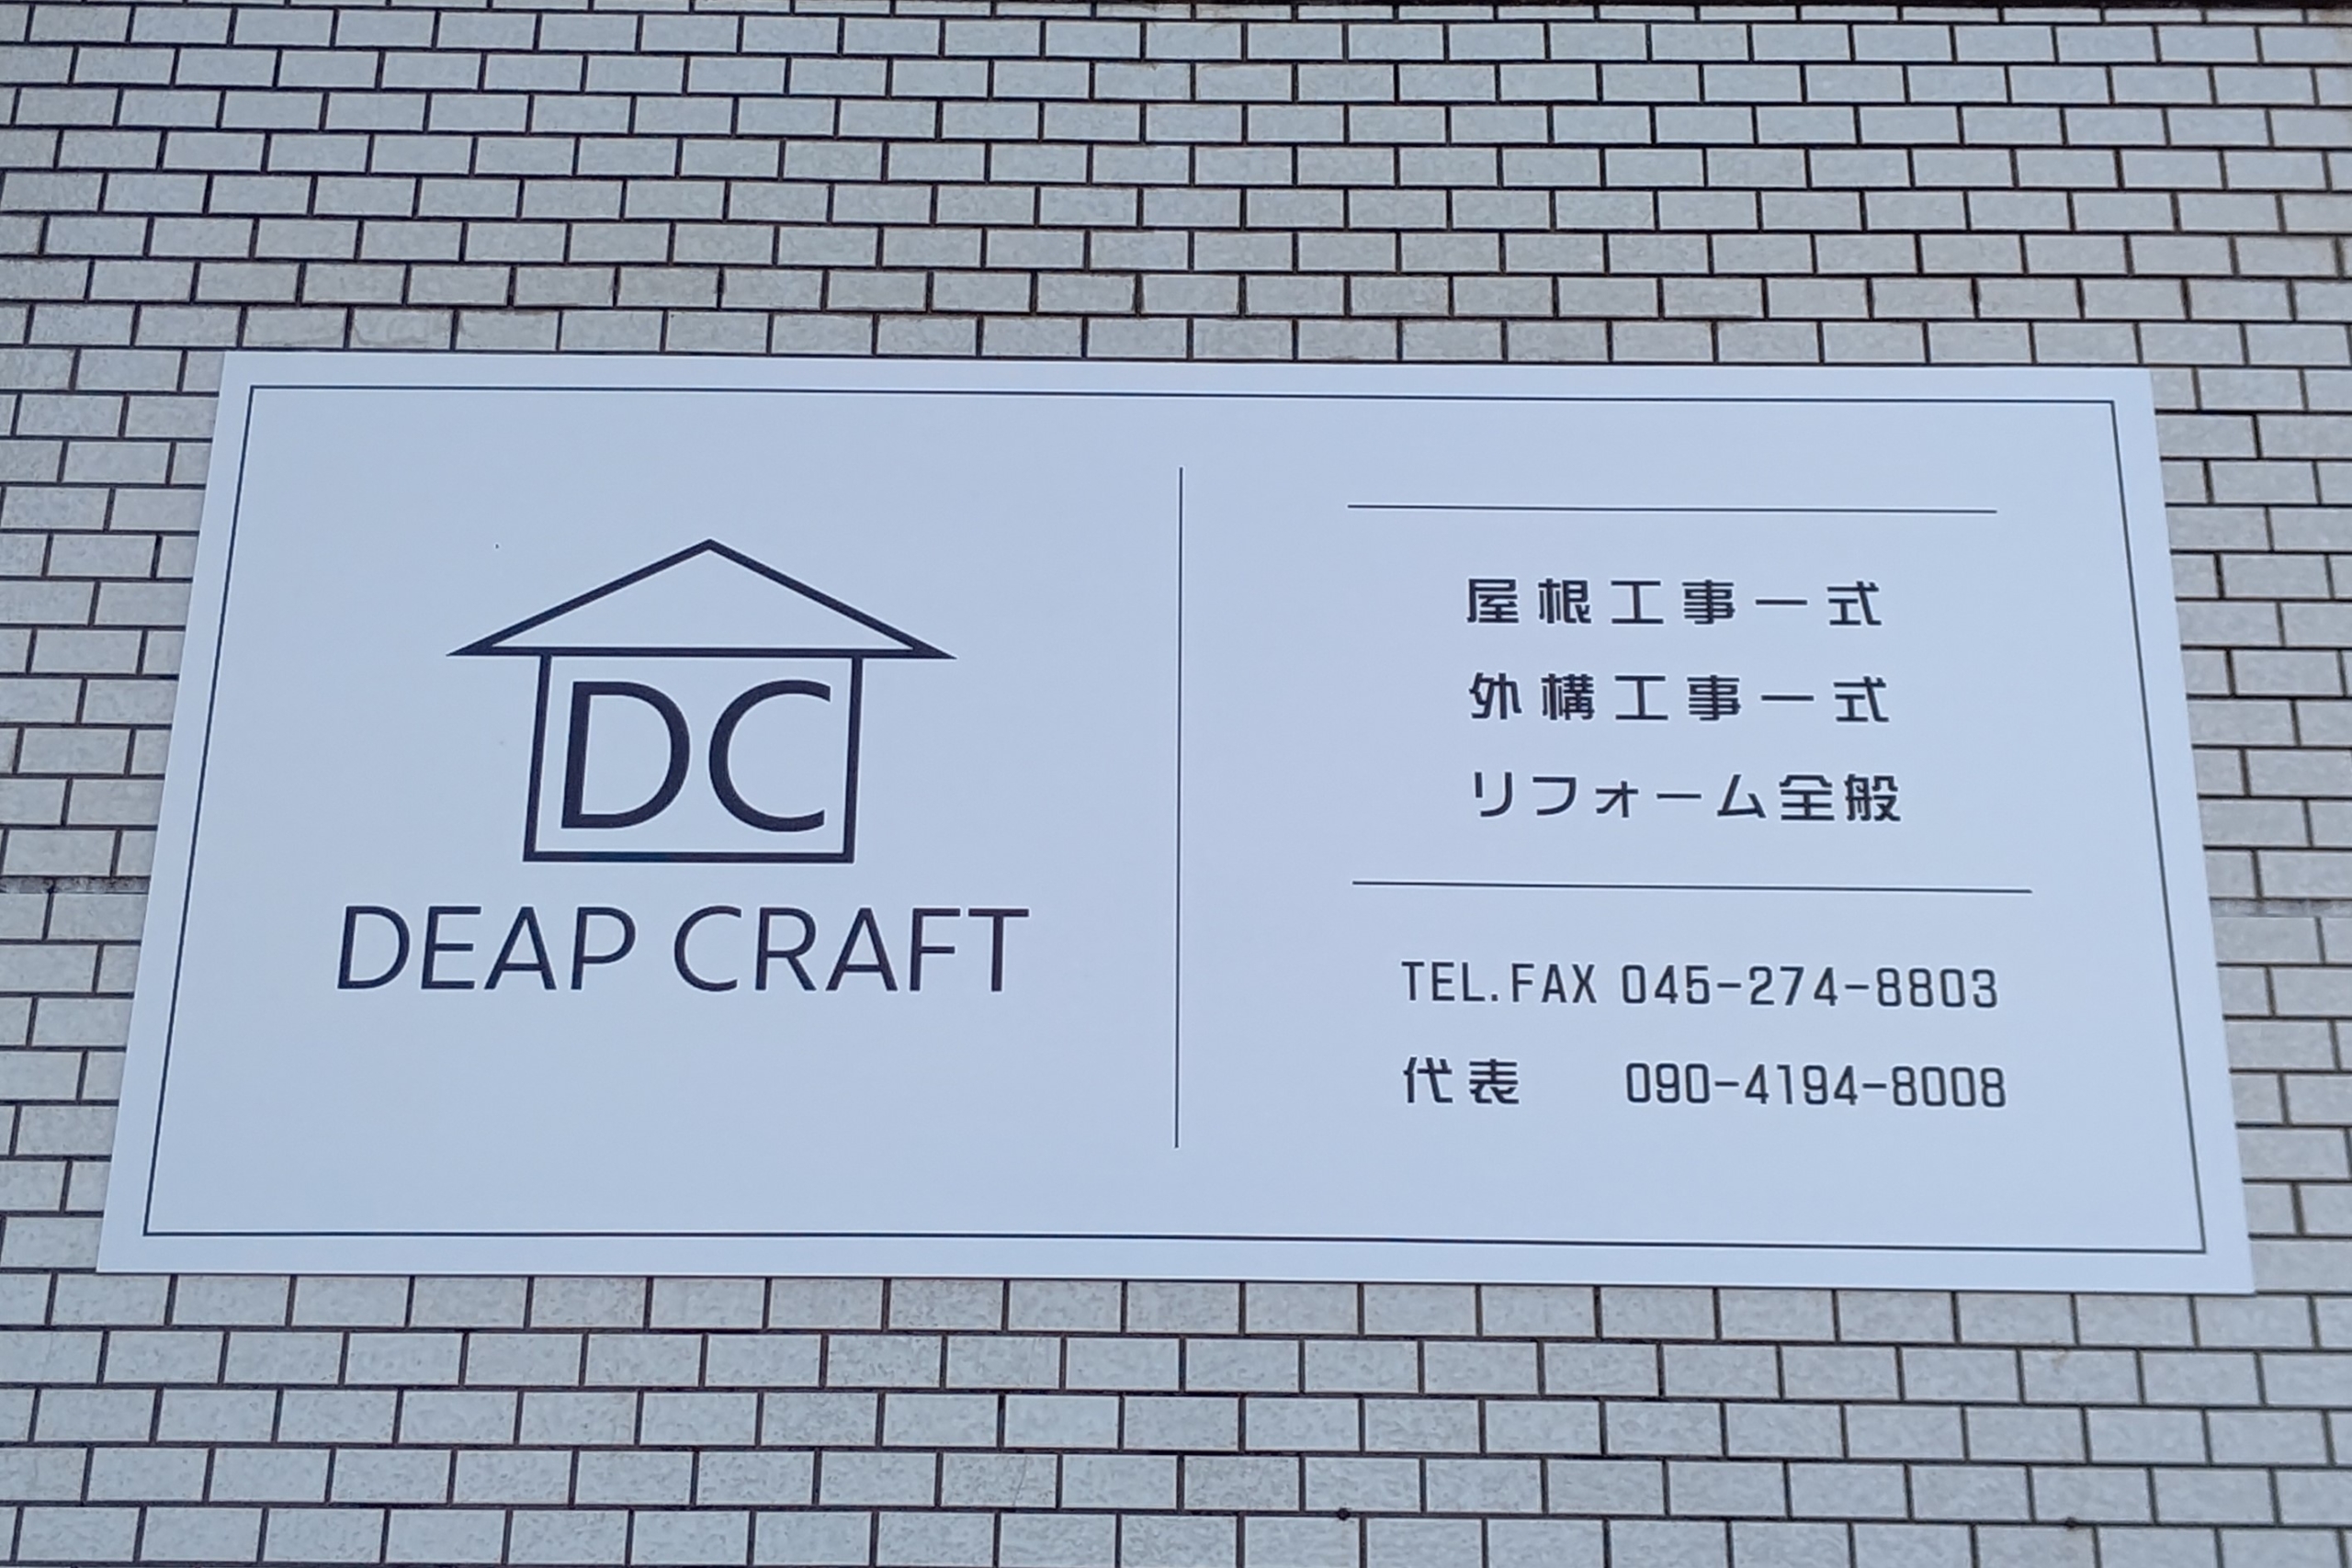 DC
DEAP CRAFT
屋根工事一式
外構工事一式
リフォーム全般
TEL.FAX 045-274-8803
代表 090-4194-8008